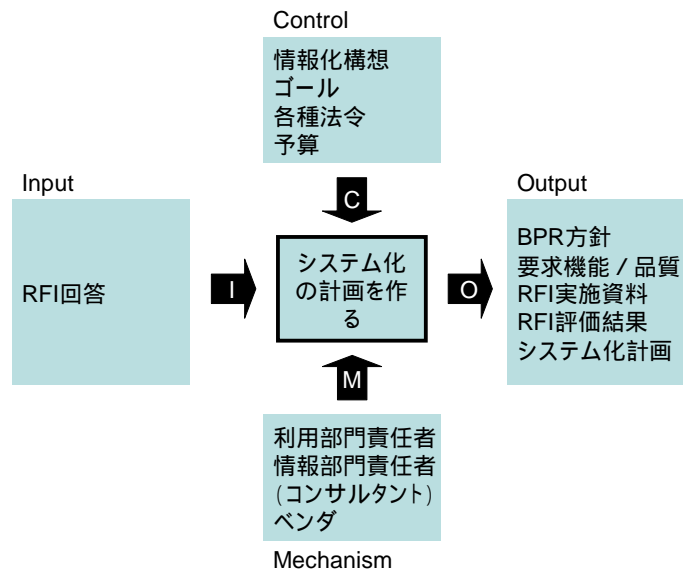 Control
情報化構想
ゴール
各種法令
予算
C
Input
RFI回答
I
システム化
の計画を作
る
O
Output
BPR方針
要求機能/品質
RFI実施資料
RFI評価結果
システム化計画
M
利用部門責任者
情報部門責任者
(コンサルタント)
ベンダ
Mechanism